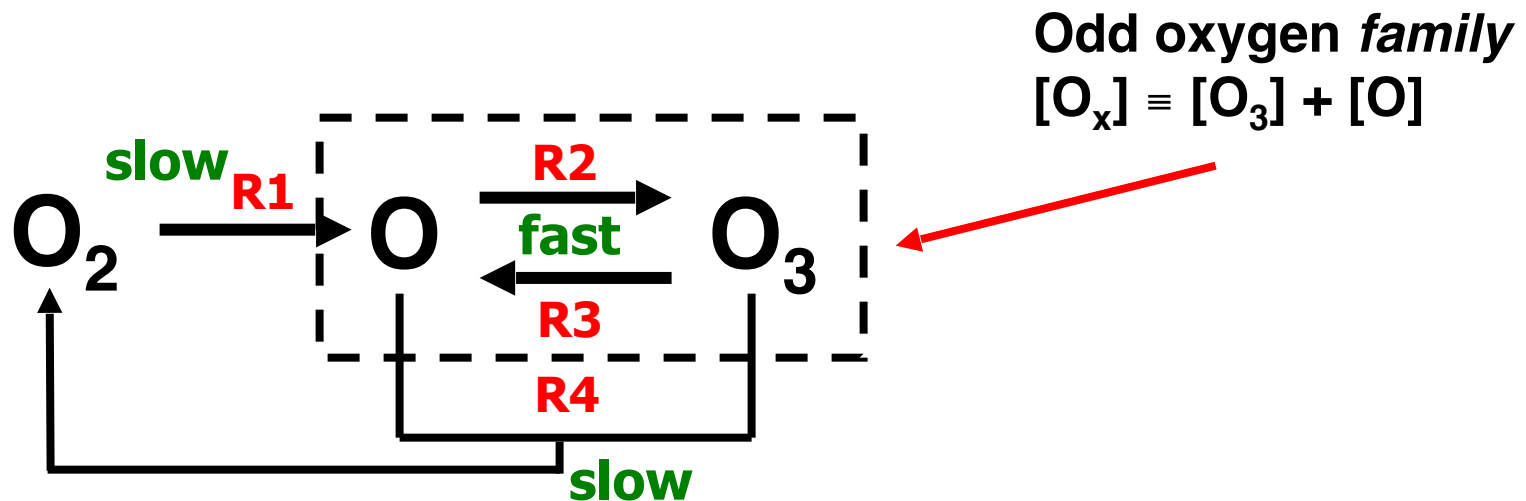 Odd oxygen family
[Oₓ] ≡ [O₃] + [O]
slow
R1
R2
O₂
O
fast
O₃
R3
R4
slow